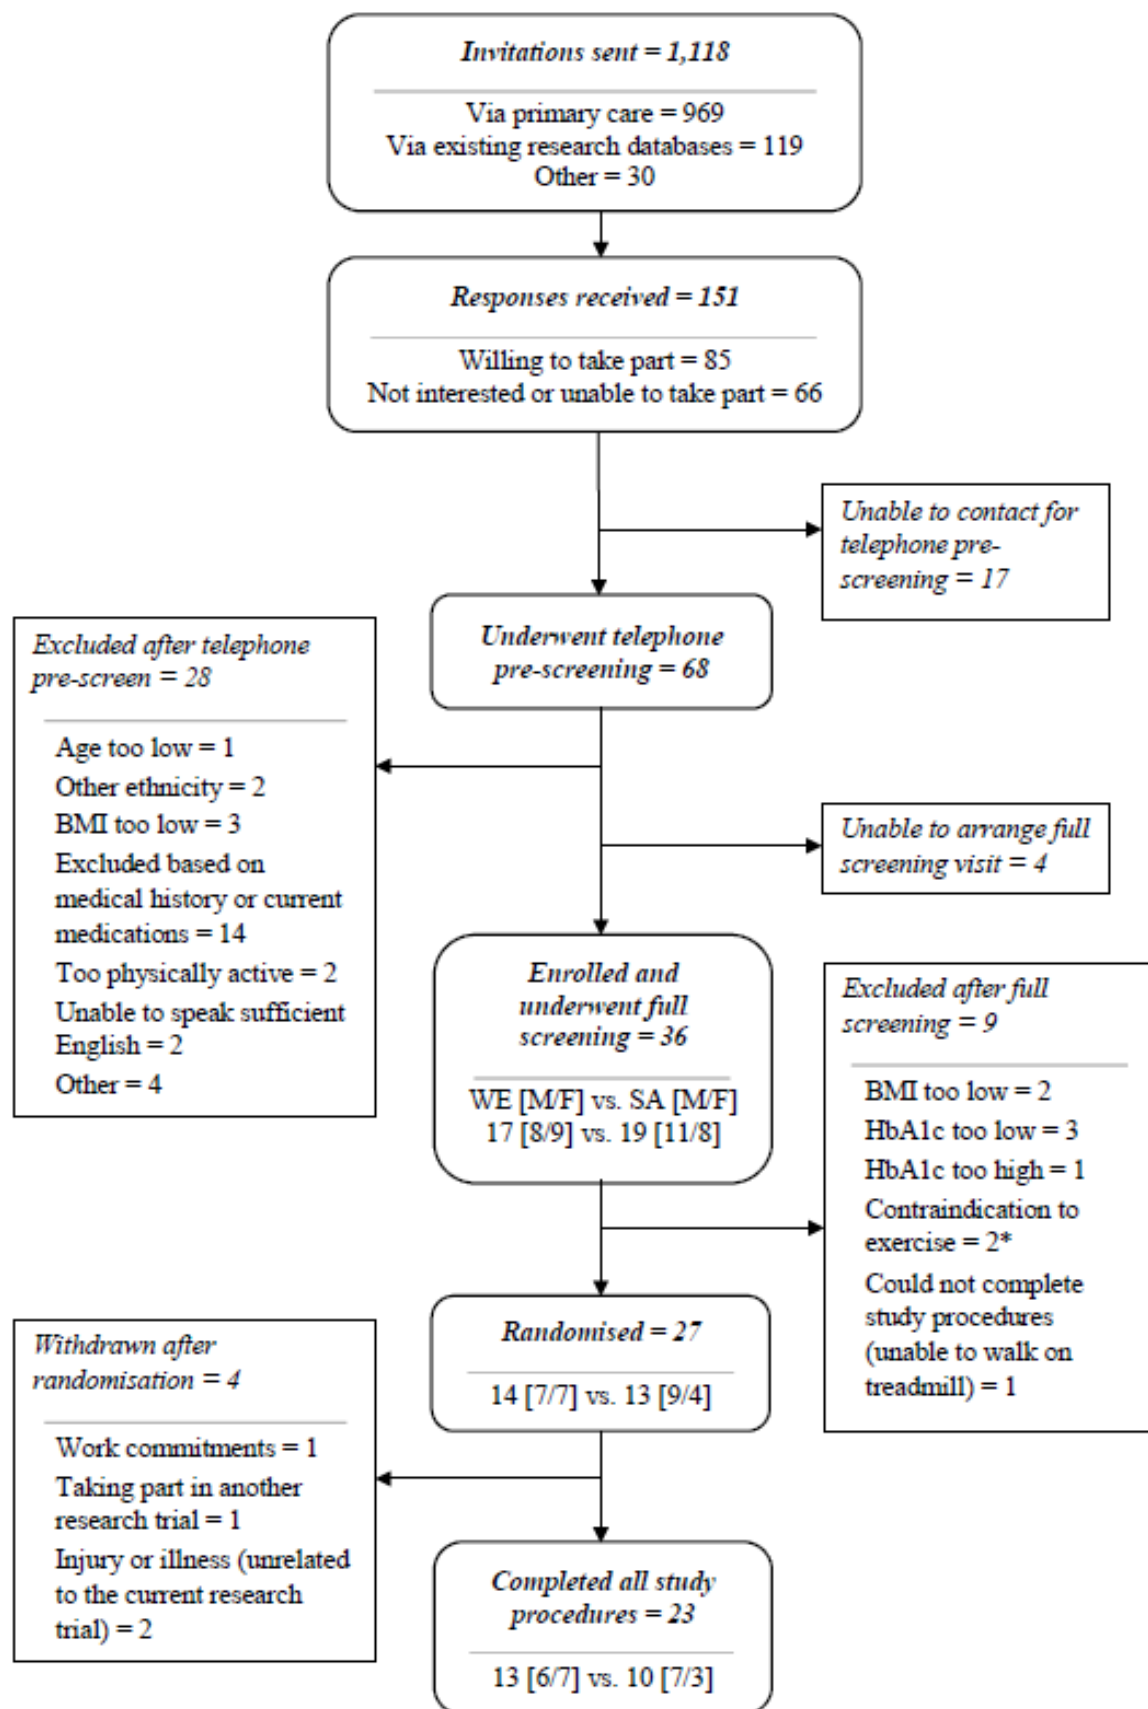 Invitations sent = 1,118
Via primary care = 969
Via existing research databases = 119
Other = 30
Responses received = 151
Willing to take part = 85
Not interested or unable to take part = 66
Unable to contact for
telephone pre-
screening = 17
Underwent telephone
pre-screening = 68
Excluded after telephone
pre-screen = 28
Age too low = 1
Other ethnicity = 2
BMI too low = 3
Excluded based on
medical history or current
medications = 14
Too physically active = 2
Unable to speak sufficient
English = 2
Other = 4
Unable to arrange full
screening visit = 4
Enrolled and
underwent full
screening = 36
WE [M/F] vs. SA [M/F]
17 [8/9] vs. 19 [11/8]
Excluded after full
screening = 9
BMI too low = 2
HbA1c too low = 3
HbA1c too high = 1
Contraindication to
exercise = 2*
Could not complete
study procedures
(unable to walk on
treadmill) = 1
Randomised = 27
14 [7/7] vs. 13 [9/4]
Withdrawn after
randomisation = 4
Work commitments = 1
Taking part in another
research trial = 1
Injury or illness (unrelated
to the current research
trial) = 2
Completed all study
procedures = 23
13 [6/7] vs. 10 [7/3]